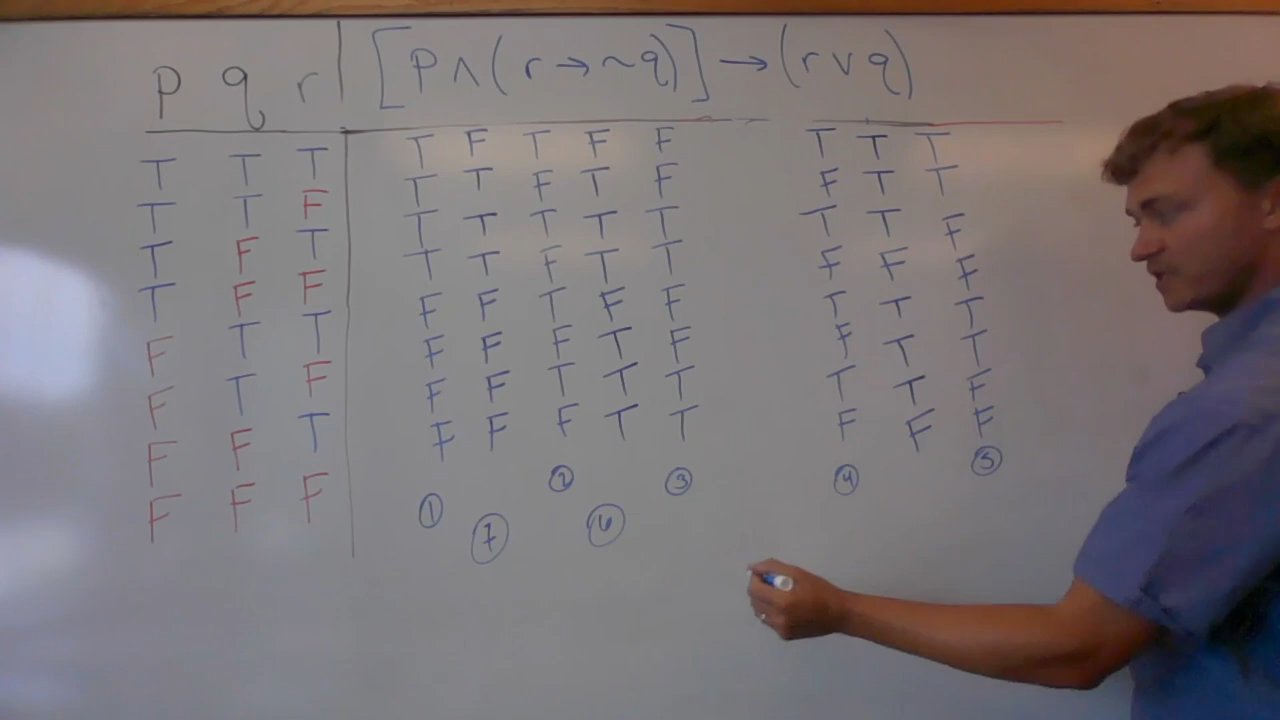 p q r [p∧(r→~q)]→(r∨q)
T T T T F T F F T T T
T T F T T F T F F T T
T F T T T T T T T T F
T F F T T F T T F F F
F T T F F T F F T T T
F T F F F F T F F T T
F F T F F T T T T T F
F F F F F F T T F F F
② ③ ④ ⑤
① ⑦ ⑥